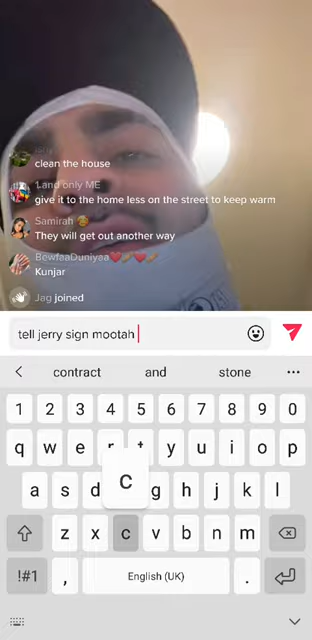 clean the house
Land only ME
give it to the home less on the street to keep warm
Samirah 🥰
They will get out another way
BewfaaDuniyaa
Kunjar
Jag joined
tell jerry sign mootah
contract and stone
1 2 3 4 5 6 7 8 9 0
q w e r t y u i o p
c
a s d g h j k l
z x c v b n m
!#1 , English (UK) .